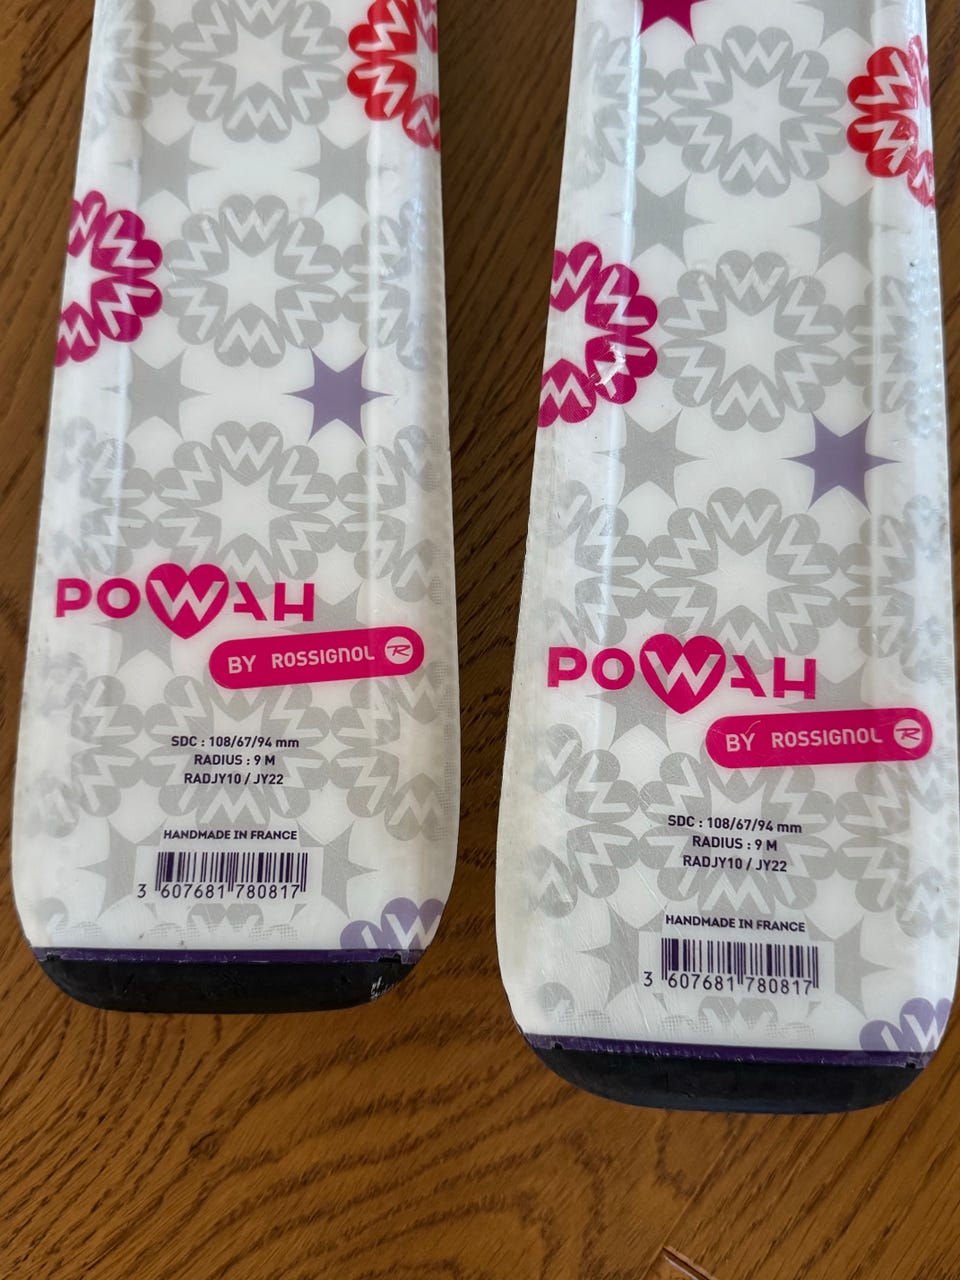 POWAH
BY ROSSIGNOL R
SDC : 108/67/94 mm
RADIUS : 9 M
RADJY10 / JY22
HANDMADE IN FRANCE
3 607681 780817
POWAH
BY ROSSIGNOL R
SDC : 108/67/94 mm
RADIUS : 9 M
RADJY10 / JY22
HANDMADE IN FRANCE
3 607681 780817